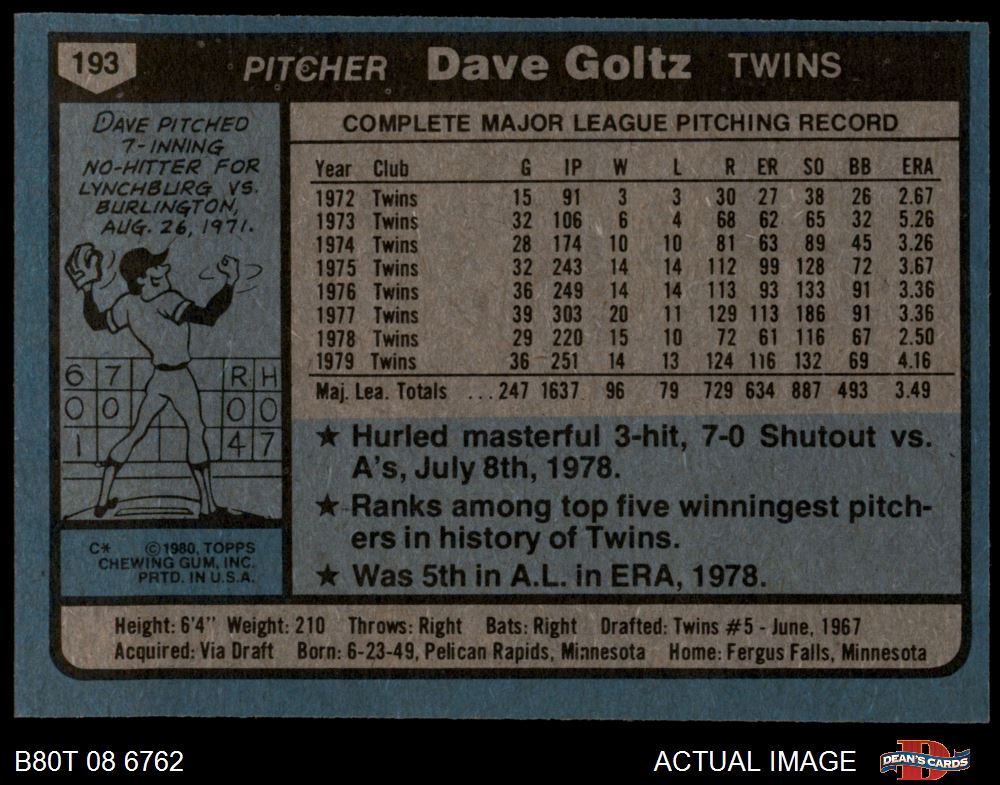 193
PITCHER Dave Goltz TWINS
DAVE PITCHED
7-INNING
NO-HITTER FOR
LYNCHBURG VS.
BURLINGTON,
AUG. 26, 1971.
6 7 R H
0 0 0 0
1 4 7
C* ©1980, TOPPS
CHEWING GUM, INC.
PRTD. IN U.S.A.
COMPLETE MAJOR LEAGUE PITCHING RECORD
Year Club G IP W L R ER SO BB ERA
1972 Twins 15 91 3 3 30 27 38 26 2.67
1973 Twins 32 106 6 4 68 62 65 32 5.26
1974 Twins 28 174 10 10 81 63 89 45 3.26
1975 Twins 32 243 14 14 112 99 128 72 3.67
1976 Twins 36 249 14 14 113 93 133 91 3.36
1977 Twins 39 303 20 11 129 113 186 91 3.36
1978 Twins 29 220 15 10 72 61 116 67 2.50
1979 Twins 36 251 14 13 124 116 132 69 4.16
Maj. Lea. Totals ... 247 1637 96 79 729 634 887 493 3.49
★ Hurled masterful 3-hit, 7-0 Shutout vs.
A's, July 8th, 1978.
★ Ranks among top five winningest pitch-
ers in history of Twins.
★ Was 5th in A.L. in ERA, 1978.
Height: 6'4" Weight: 210 Throws: Right Bats: Right Drafted: Twins #5 - June, 1967
Acquired: Via Draft Born: 6-23-49, Pelican Rapids, Minnesota Home: Fergus Falls, Minnesota
B80T 08 6762
ACTUAL IMAGE
D
DEAN'S CARDS